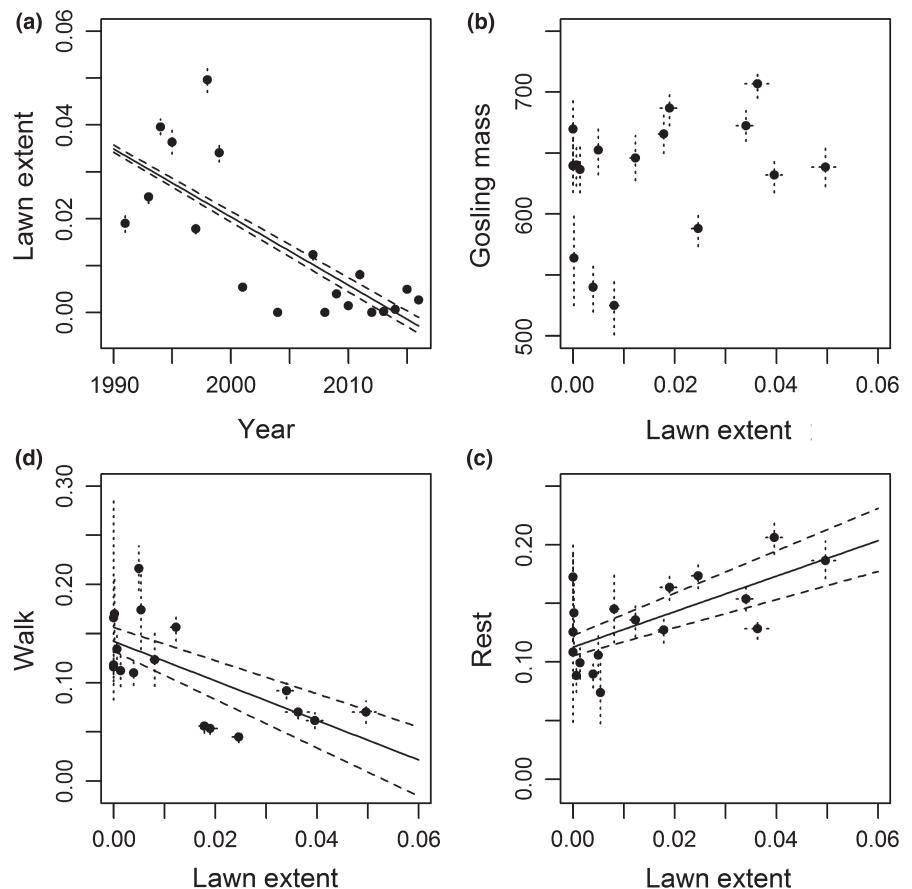 (a)
Lawn extent
0.00 0.02 0.04 0.06
1990 2000 2010
Year
(b)
Gosling mass
500 600 700
0.00 0.02 0.04 0.06
Lawn extent
(d)
Walk
0.00 0.10 0.20 0.30
0.00 0.02 0.04 0.06
Lawn extent
(c)
Rest
0.00 0.10 0.20
0.00 0.02 0.04 0.06
Lawn extent